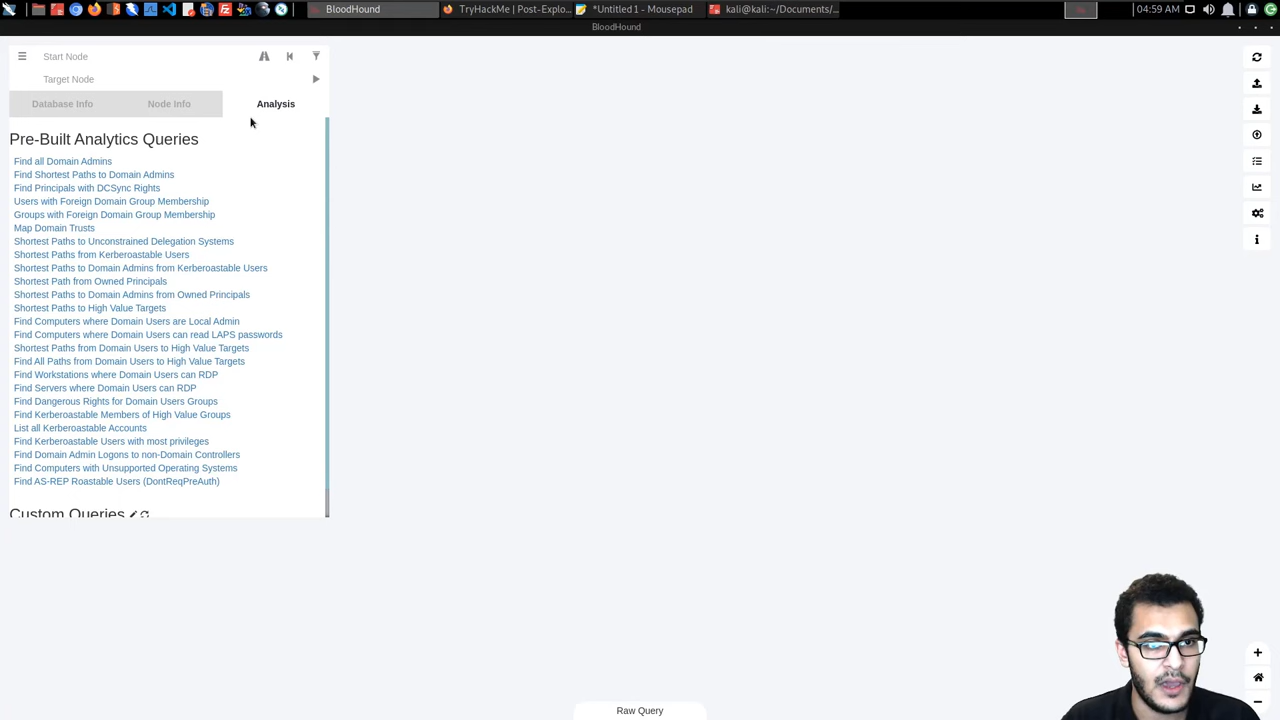 BloodHound
TryHackMe | Post-Explo...
*Untitled 1 - Mousepad
kali@kali:~/Documents/...
04:59 AM
BloodHound
Start Node
Target Node
Database Info
Node Info
Analysis
Pre-Built Analytics Queries
Find all Domain Admins
Find Shortest Paths to Domain Admins
Find Principals with DCSync Rights
Users with Foreign Domain Group Membership
Groups with Foreign Domain Group Membership
Map Domain Trusts
Shortest Paths to Unconstrained Delegation Systems
Shortest Paths from Kerberoastable Users
Shortest Paths to Domain Admins from Kerberoastable Users
Shortest Path from Owned Principals
Shortest Paths to Domain Admins from Owned Principals
Shortest Paths to High Value Targets
Find Computers where Domain Users are Local Admin
Find Computers where Domain Users can read LAPS passwords
Shortest Paths from Domain Users to High Value Targets
Find All Paths from Domain Users to High Value Targets
Find Workstations where Domain Users can RDP
Find Servers where Domain Users can RDP
Find Dangerous Rights for Domain Users Groups
Find Kerberoastable Members of High Value Groups
List all Kerberoastable Accounts
Find Kerberoastable Users with most privileges
Find Domain Admin Logons to non-Domain Controllers
Find Computers with Unsupported Operating Systems
Find AS-REP Roastable Users (DontReqPreAuth)
Custom Queries
Raw Query